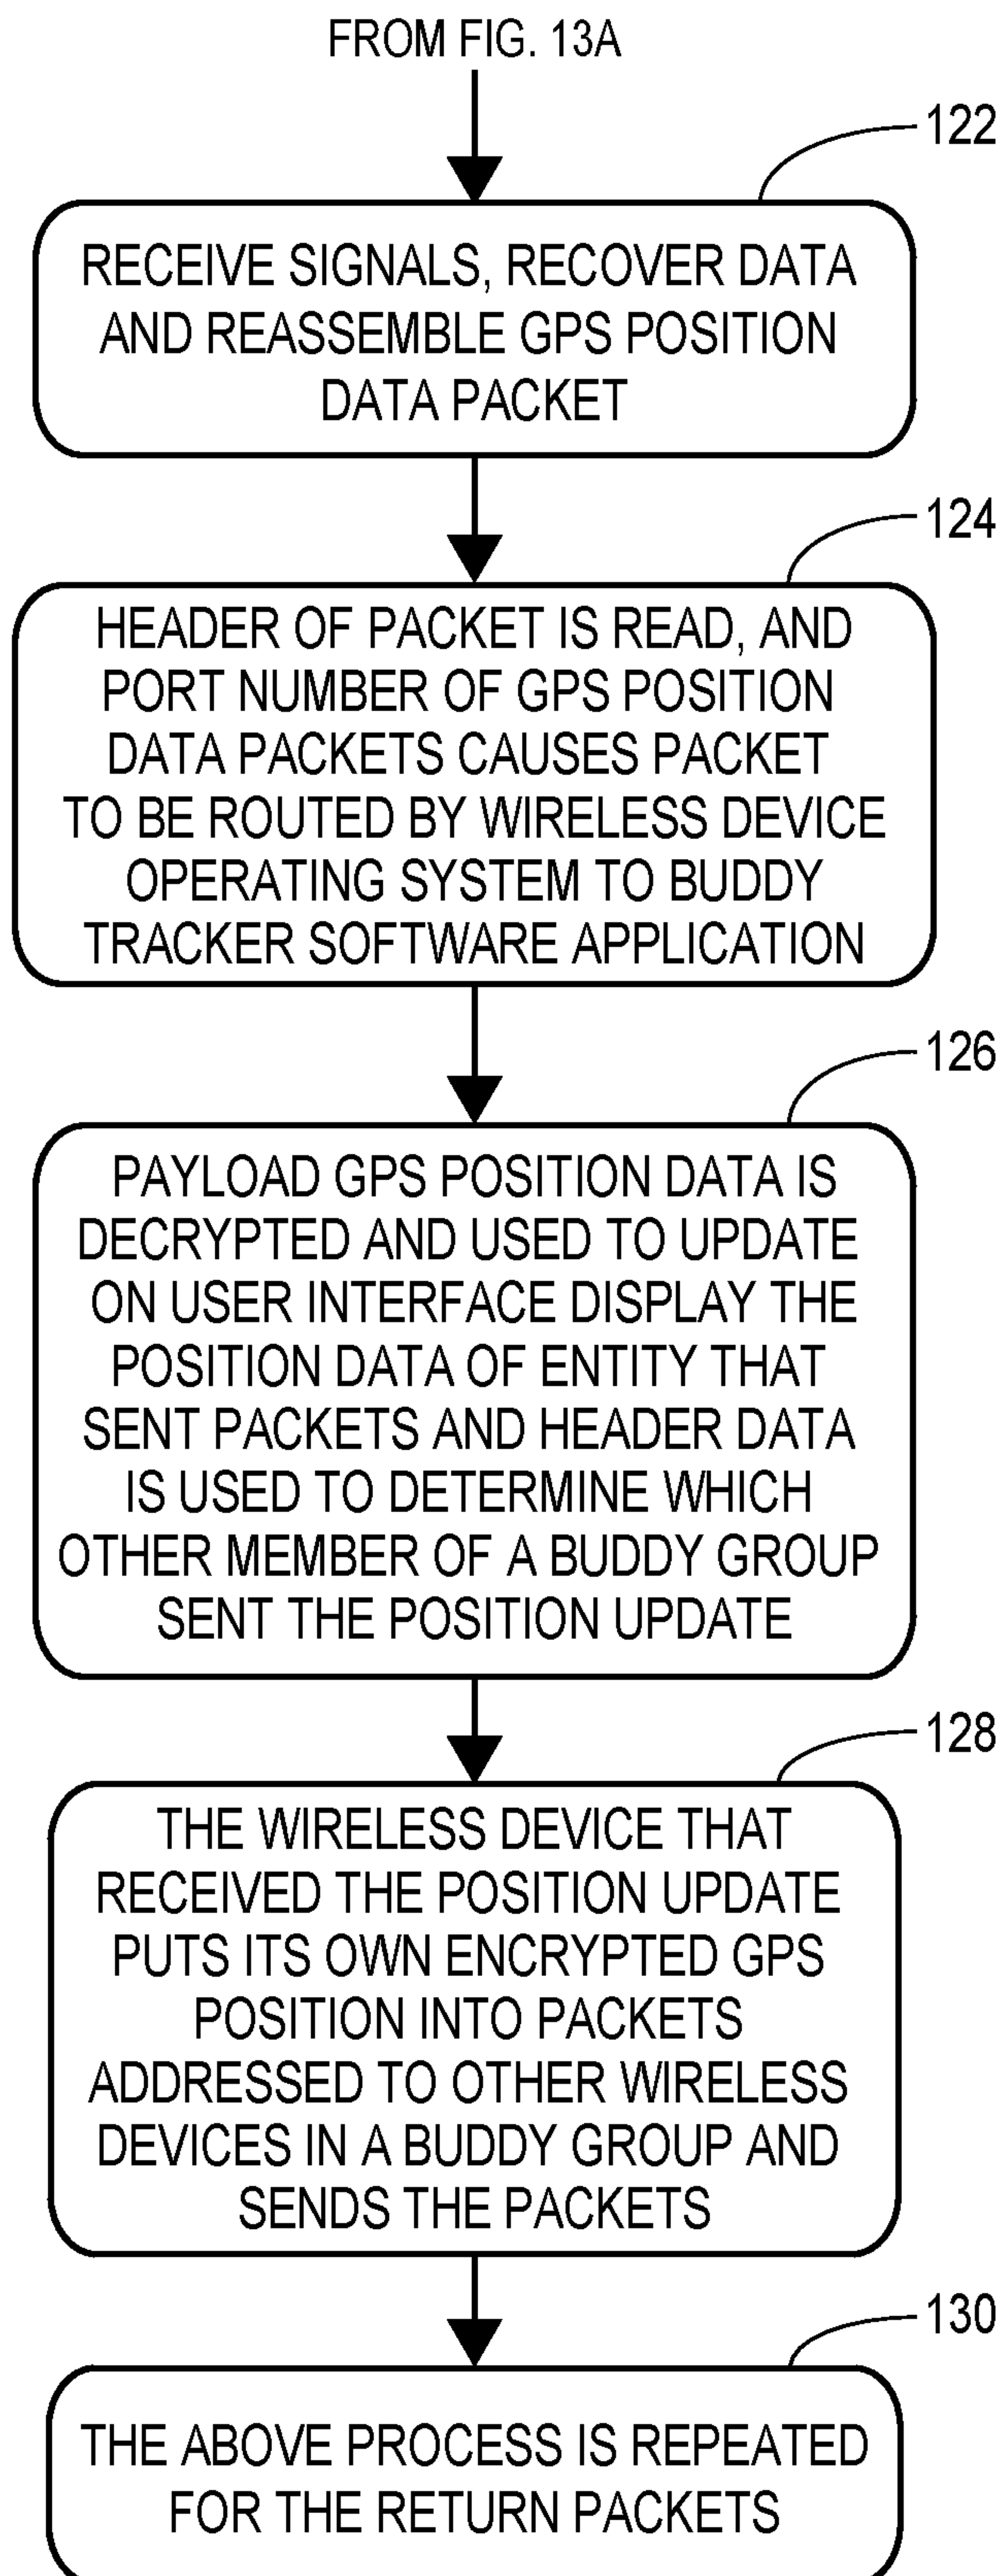 FROM FIG. 13A
122
RECEIVE SIGNALS, RECOVER DATA
AND REASSEMBLE GPS POSITION
DATA PACKET
124
HEADER OF PACKET IS READ, AND
PORT NUMBER OF GPS POSITION
DATA PACKETS CAUSES PACKET
TO BE ROUTED BY WIRELESS DEVICE
OPERATING SYSTEM TO BUDDY
TRACKER SOFTWARE APPLICATION
126
PAYLOAD GPS POSITION DATA IS
DECRYPTED AND USED TO UPDATE
ON USER INTERFACE DISPLAY THE
POSITION DATA OF ENTITY THAT
SENT PACKETS AND HEADER DATA
IS USED TO DETERMINE WHICH
OTHER MEMBER OF A BUDDY GROUP
SENT THE POSITION UPDATE
128
THE WIRELESS DEVICE THAT
RECEIVED THE POSITION UPDATE
PUTS ITS OWN ENCRYPTED GPS
POSITION INTO PACKETS
ADDRESSED TO OTHER WIRELESS
DEVICES IN A BUDDY GROUP AND
SENDS THE PACKETS
130
THE ABOVE PROCESS IS REPEATED
FOR THE RETURN PACKETS